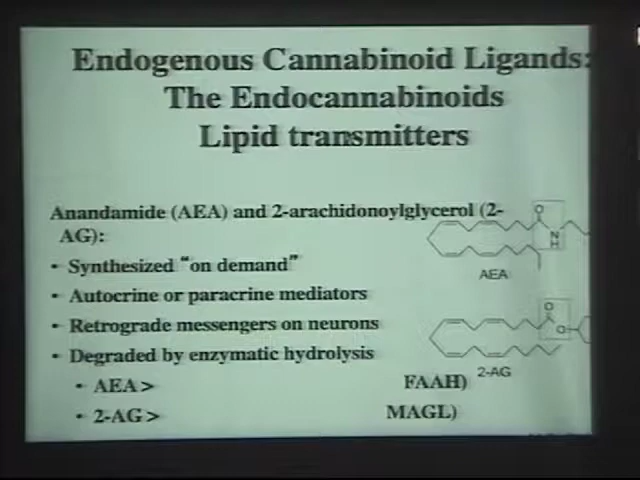 Endogenous Cannabinoid Ligands:
The Endocannabinoids
Lipid transmitters
Anandamide (AEA) and 2-arachidonoylglycerol (2-
AG):
• Synthesized "on demand"
• Autocrine or paracrine mediators
• Retrograde messengers on neurons
• Degraded by enzymatic hydrolysis
• AEA > FAAH)
• 2-AG > MAGL)
O
N
H
AEA
O
O
2-AG